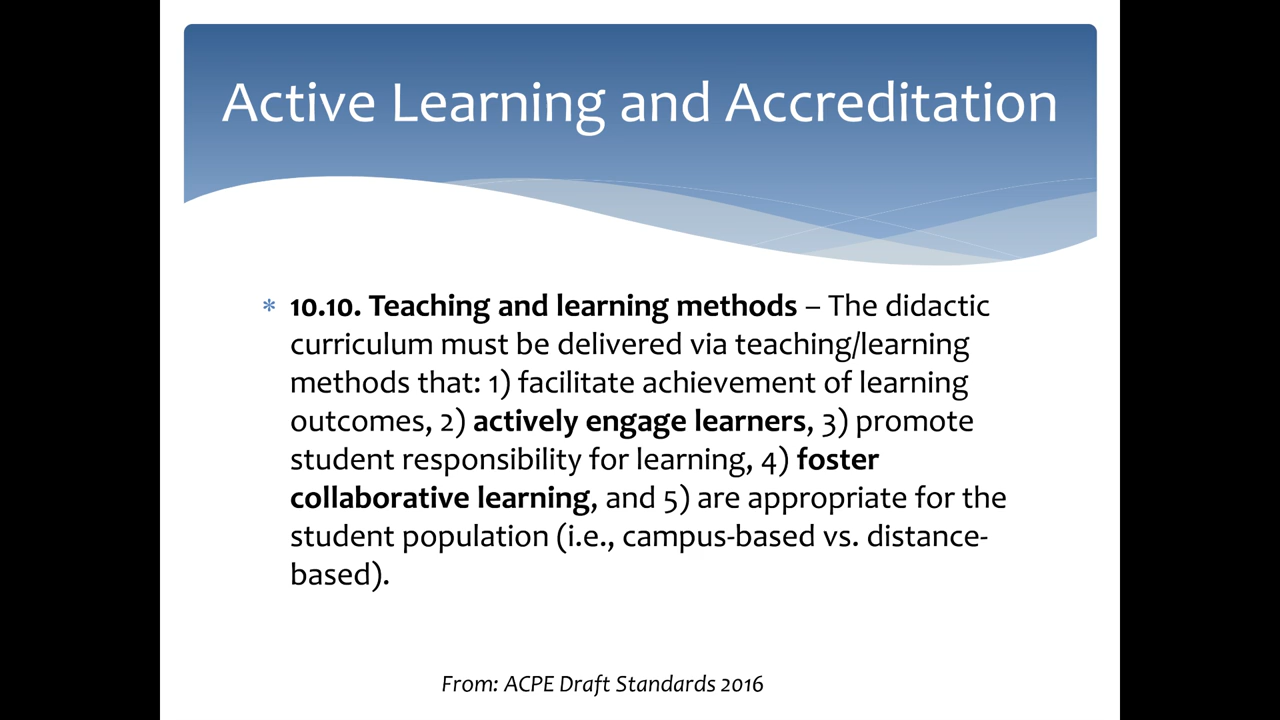 Active Learning and Accreditation
* 10.10. Teaching and learning methods – The didactic
curriculum must be delivered via teaching/learning
methods that: 1) facilitate achievement of learning
outcomes, 2) actively engage learners, 3) promote
student responsibility for learning, 4) foster
collaborative learning, and 5) are appropriate for the
student population (i.e., campus-based vs. distance-
based).
From: ACPE Draft Standards 2016